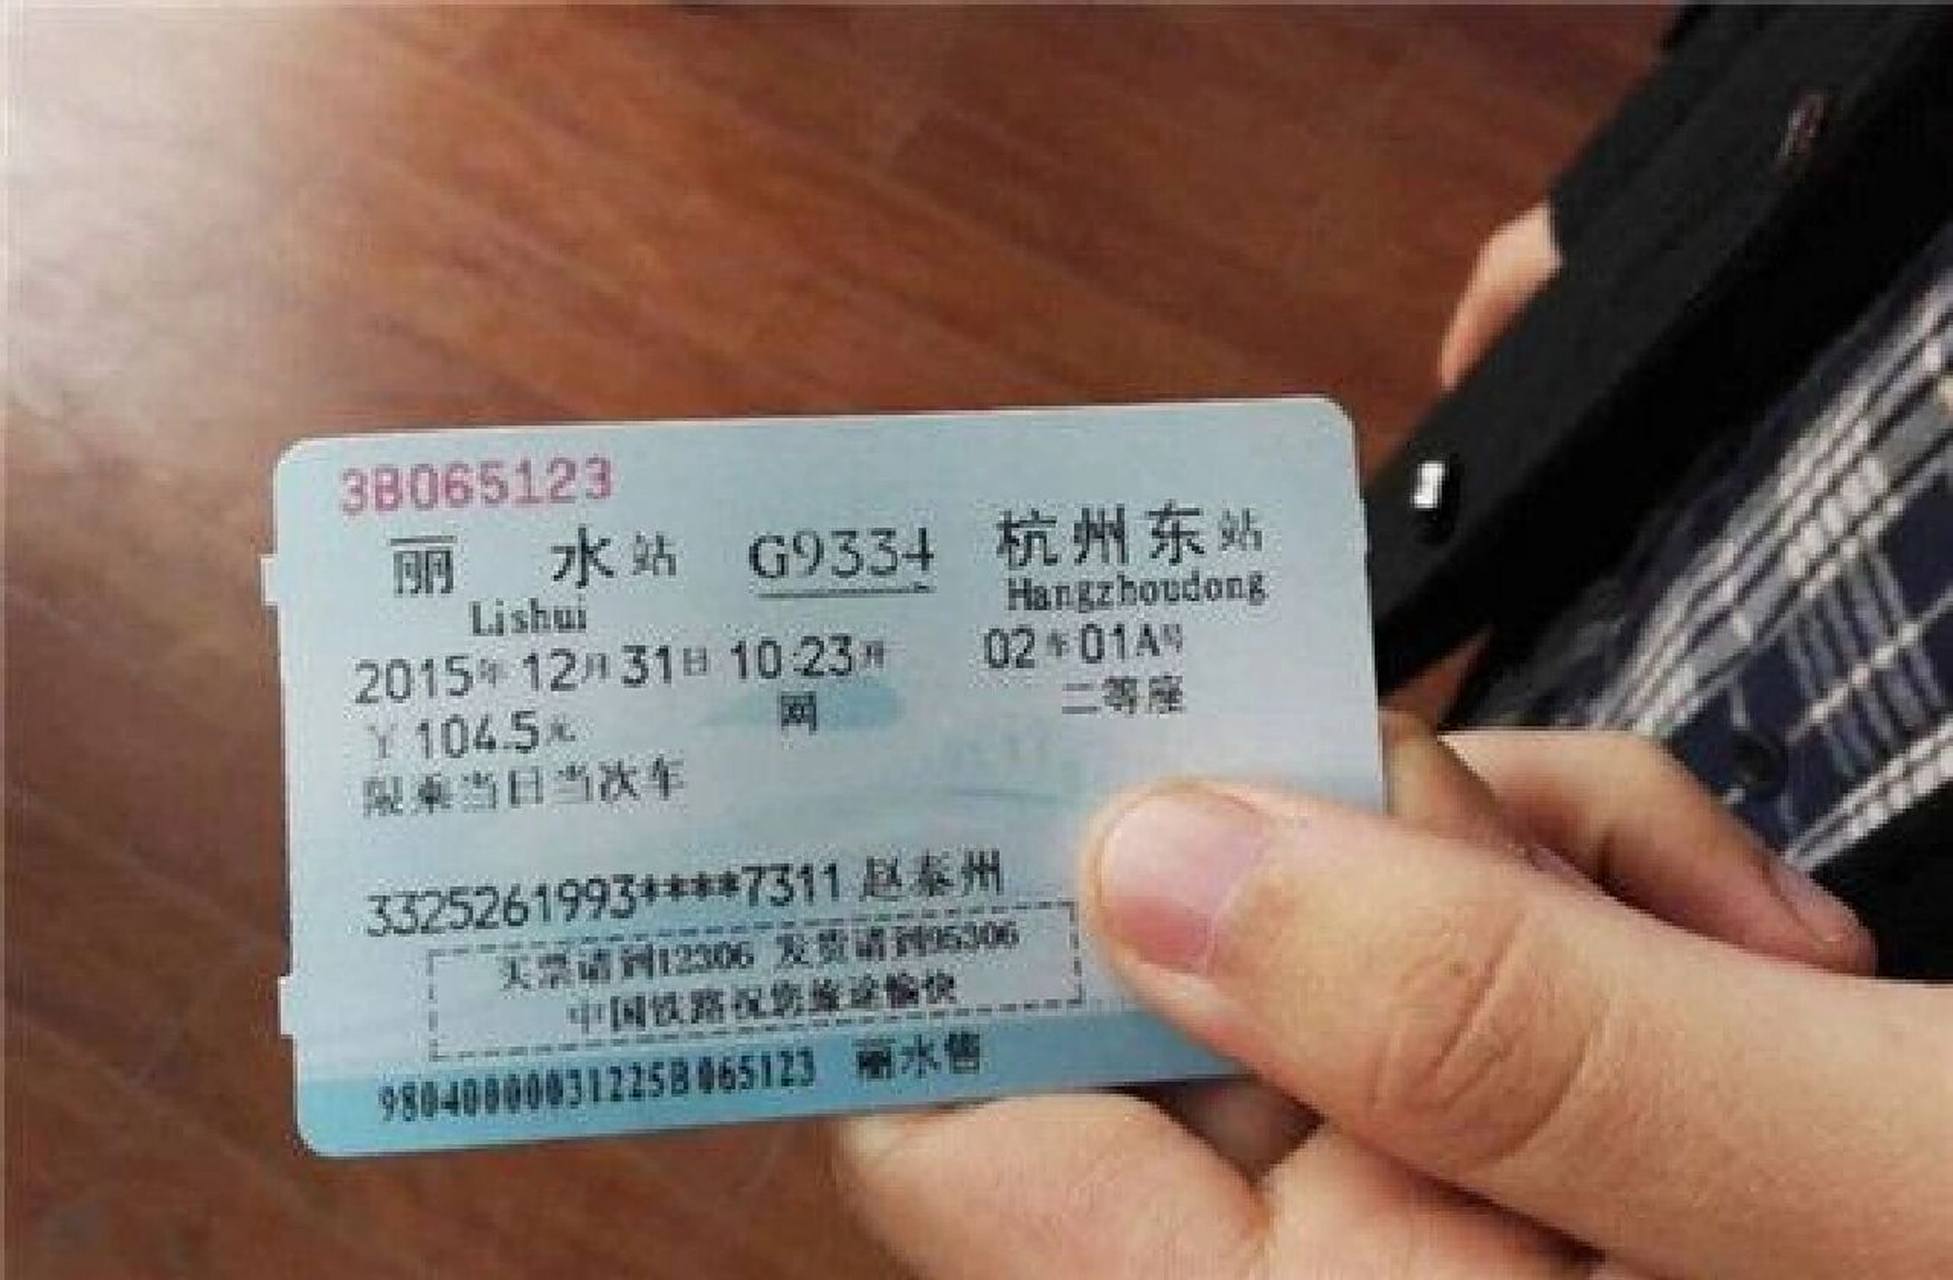 3B065123
丽水站 G9334 杭州东站
Lishui Hangzhoudong
2015年12月31日10:23开 02车01A号
¥104.5元 网 二等座
限乘当日当次车
3325261993****7311 赵泰州
买票请到12306 发货请到95306
中国铁路祝您旅途愉快
98040000031225B065123 丽水售